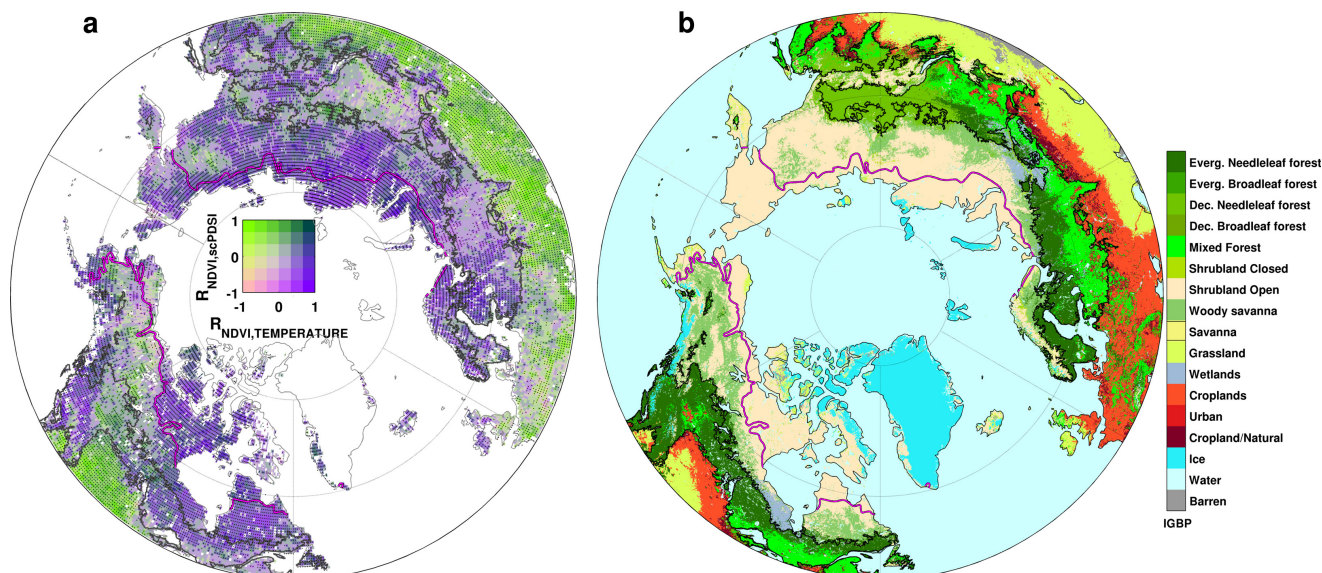 a
b
R NDVI,scPDSI
1
0
-1
-1 0 1
R NDVI,TEMPERATURE
Everg. Needleleaf forest
Everg. Broadleaf forest
Dec. Needleleaf forest
Dec. Broadleaf forest
Mixed Forest
Shrubland Closed
Shrubland Open
Woody savanna
Savanna
Grassland
Wetlands
Croplands
Urban
Cropland/Natural
Ice
Water
Barren
IGBP